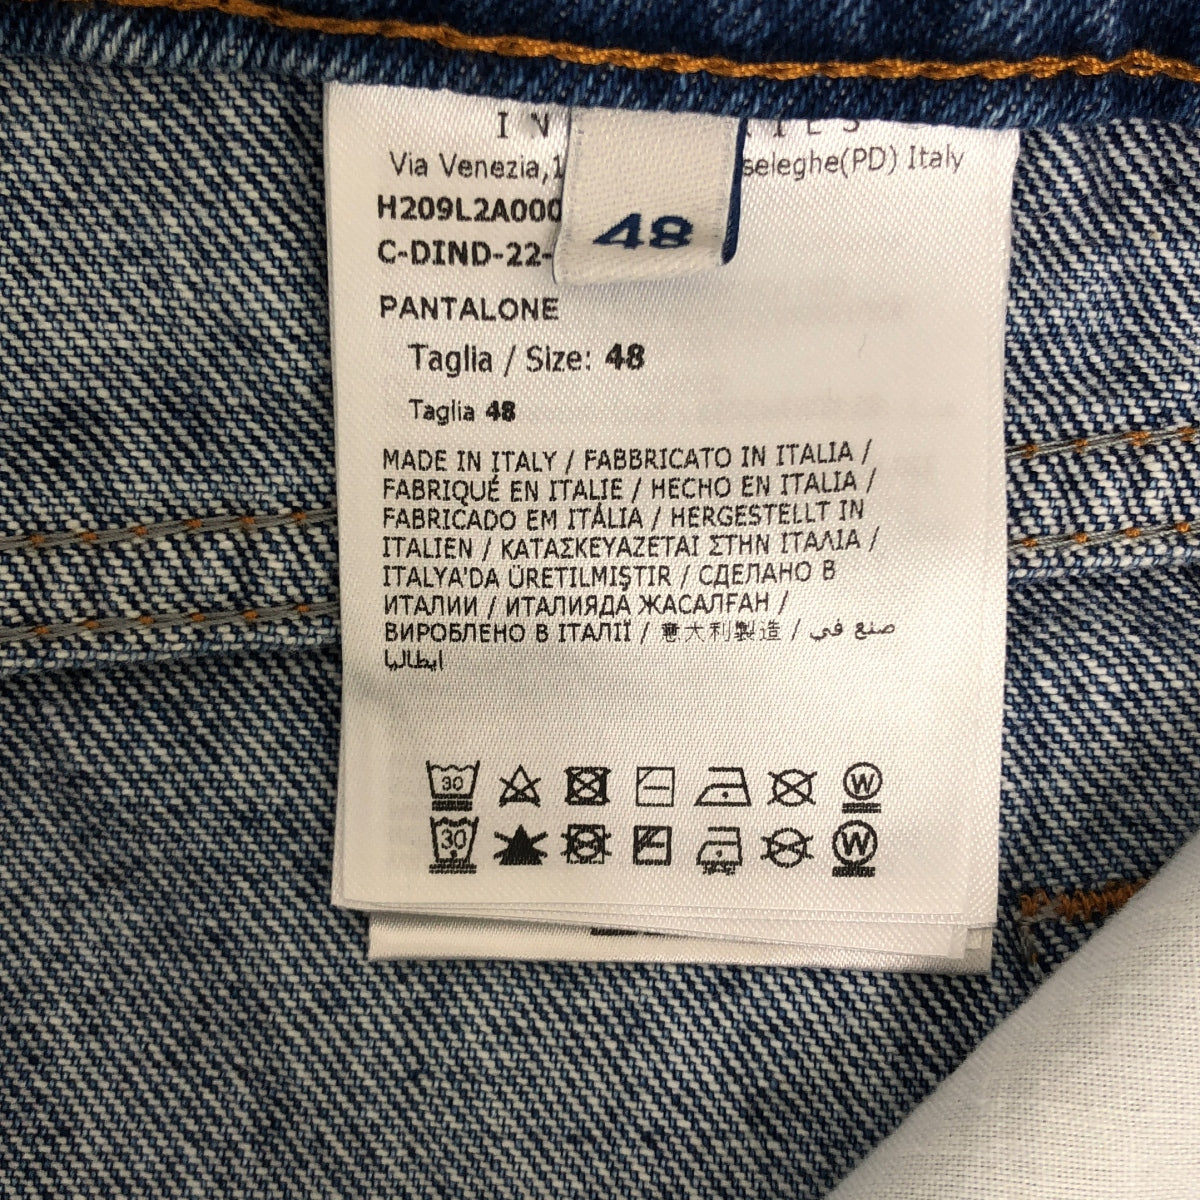 Via Venezia,1 seleghe(PD) Italy
H209L2A000
C-DIND-22-
48
PANTALONE
Taglia / Size: 48
Taglia 48
MADE IN ITALY / FABBRICATO IN ITALIA /
FABRIQUÉ EN ITALIE / HECHO EN ITALIA /
FABRICADO EM ITÁLIA / HERGESTELLT IN
ITALIEN / ΚΑΤΑΣΚΕΥΑΖΕΤΑΙ ΣΤΗΝ ΙΤΑΛΙΑ /
ITALYA'DA ÜRETILMIŞTIR / СДЕЛАНО В
ИТАЛИИ / ИТАЛИЯДА ЖАСАЛҒАН /
ВИРОБЛЕНО В ІТАЛІЇ / 意大利製造 / صنع في
ايطاليا
30 W
30 W